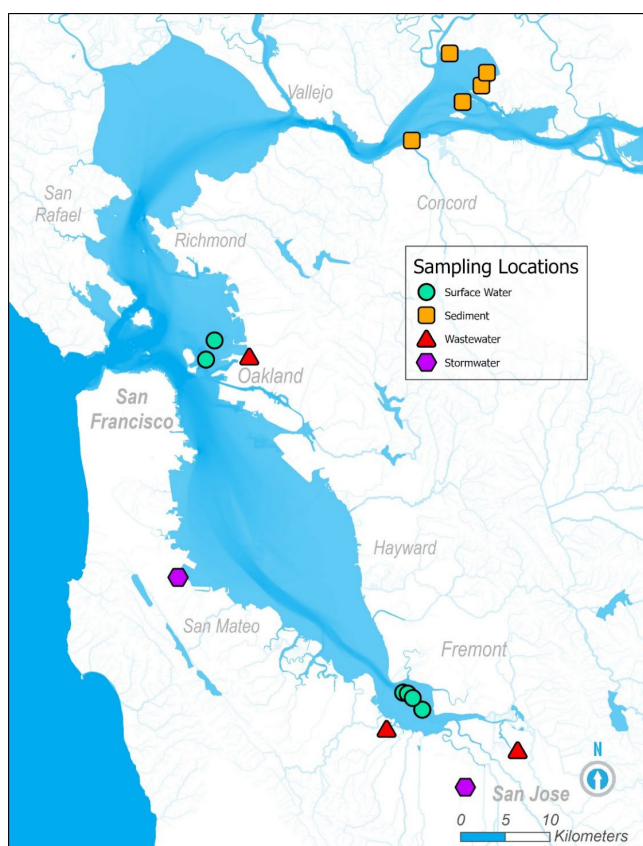 Vallejo
San
Rafael
Concord
Richmond
Sampling Locations
Surface Water
Sediment
Wastewater
Stormwater
Oakland
San
Francisco
Hayward
San Mateo
Fremont
N
San Jose
0 5 10
Kilometers